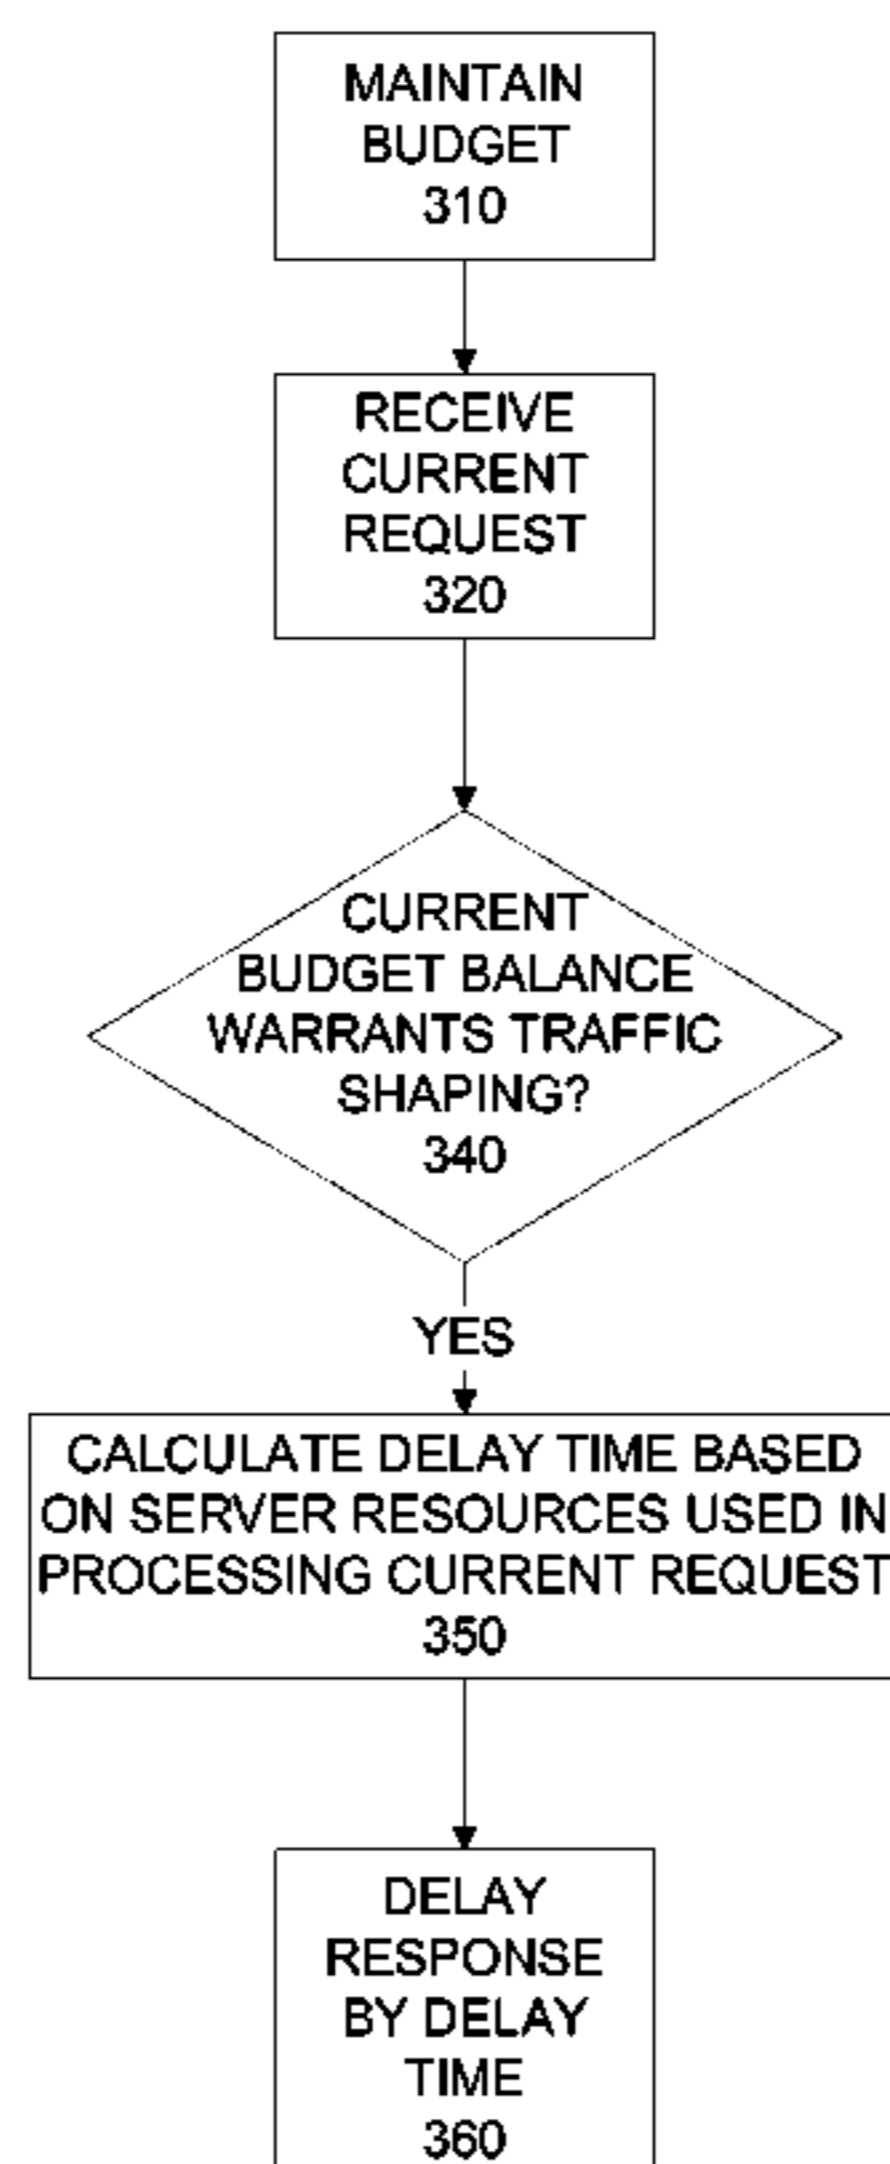 MAINTAIN
BUDGET
310
RECEIVE
CURRENT
REQUEST
320
CURRENT
BUDGET BALANCE
WARRANTS TRAFFIC
SHAPING?
340
YES
CALCULATE DELAY TIME BASED
ON SERVER RESOURCES USED IN
PROCESSING CURRENT REQUEST
350
DELAY
RESPONSE
BY DELAY
TIME
360